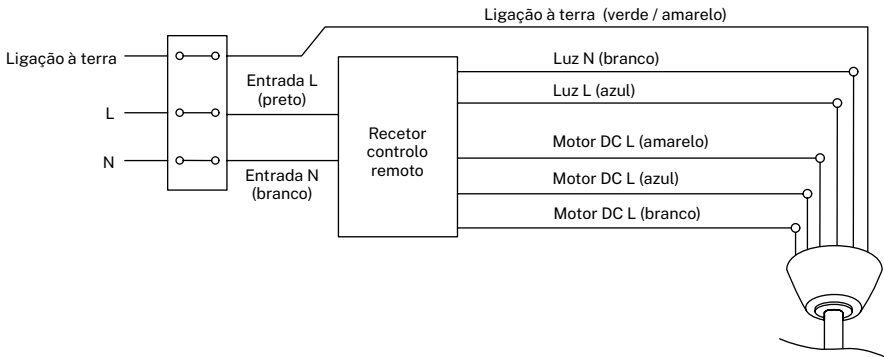 Ligação à terra (verde / amarelo)
Ligação à terra
L
N
Entrada L
(preto)
Entrada N
(branco)
Recetor
controlo
remoto
Luz N (branco)
Luz L (azul)
Motor DC L (amarelo)
Motor DC L (azul)
Motor DC L (branco)